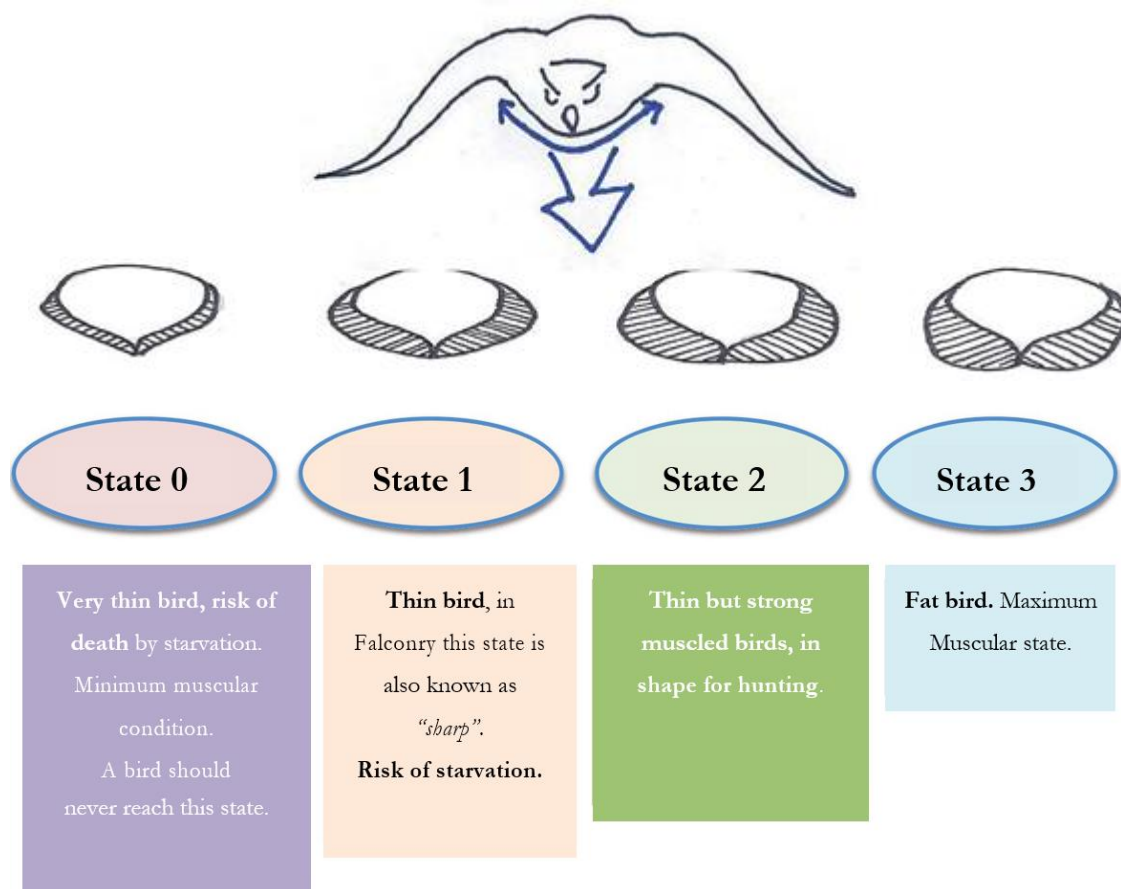 State 0
State 1
State 2
State 3
Very thin bird, risk of
death by starvation.
Minimum muscular
condition.
A bird should
never reach this state.
Thin bird, in
Falconry this state is
also known as
“sharp”.
Risk of starvation.
Thin but strong
muscled birds, in
shape for hunting.
Fat bird. Maximum
Muscular state.